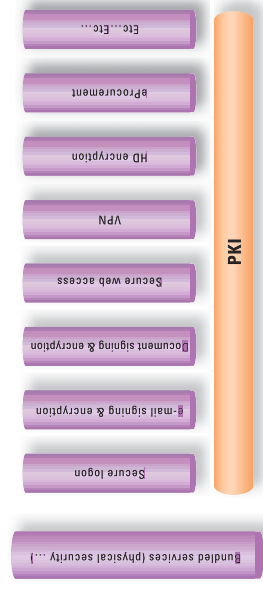 Etc...Etc...
eProcurement
HD encryption
VPN
Secure web access
Document signing & encryption
e-mail signing & encryption
Secure logon
PKI
Bundled services (physical security ...)